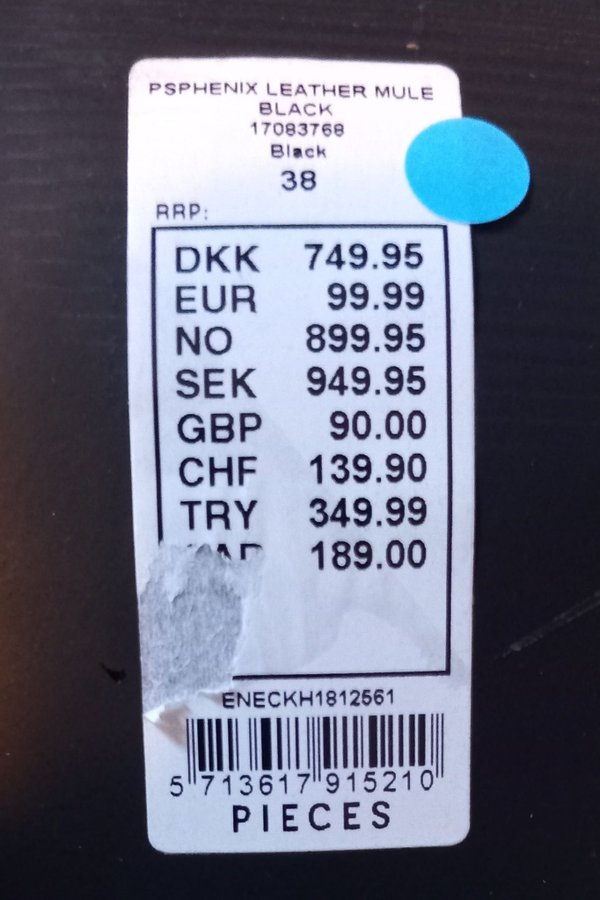 PSPHENIX LEATHER MULE
BLACK
17083768
Black
38
RRP:
DKK 749.95
EUR 99.99
NO 899.95
SEK 949.95
GBP 90.00
CHF 139.90
TRY 349.99
189.00
ENECKH1812561
5 713617 915210
PIECES